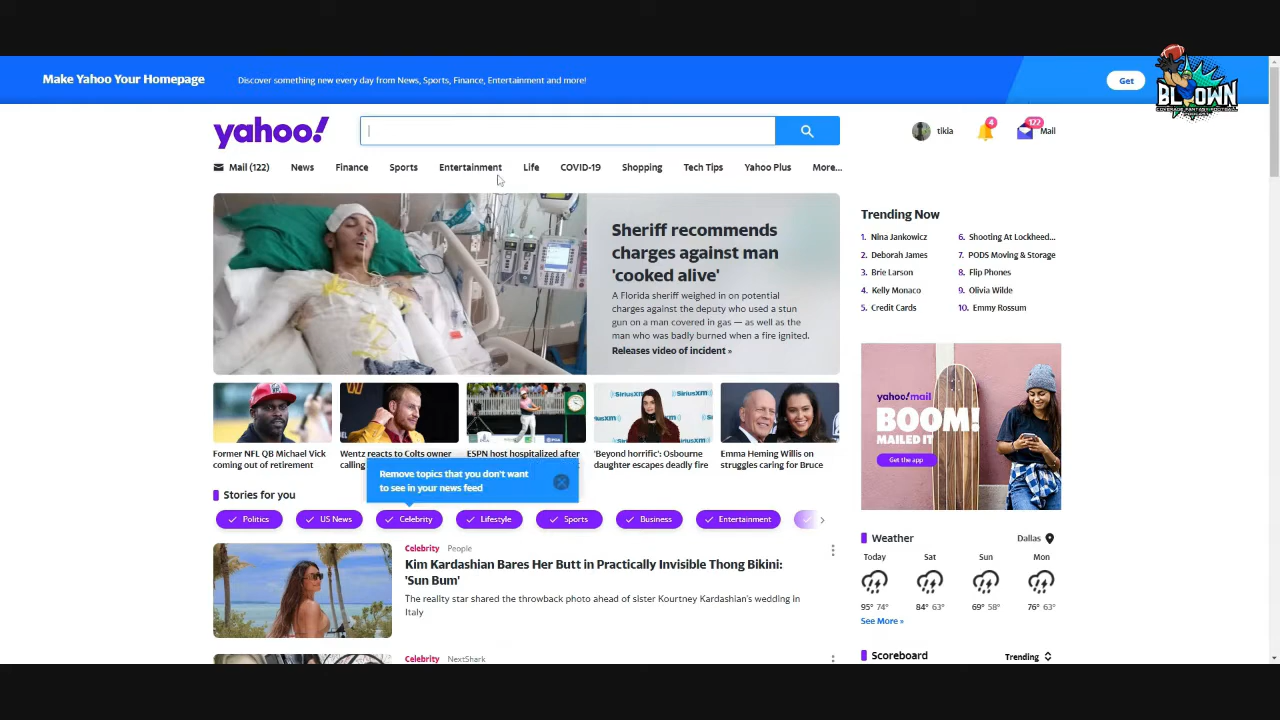 Make Yahoo Your Homepage
Discover something new every day from News, Sports, Finance, Entertainment and more!
Get
BLOWN
yahoo!
tikla
4
122
Mail
Mail (122)
News
Finance
Sports
Entertainment
Life
COVID-19
Shopping
Tech Tips
Yahoo Plus
More...
Sheriff recommends
charges against man
'cooked alive'
A Florida sheriff weighed in on potential
charges against the deputy who used a stun
gun on a man covered in gas — as well as the
man who was badly burned when a fire ignited.
Releases video of incident »
Former NFL QB Michael Vick
coming out of retirement
Wentz reacts to Colts owner
calling
ESPN host hospitalized after
SiriusXM
'Beyond horrific': Osbourne
daughter escapes deadly fire
Emma Heming Willis on
struggles caring for Bruce
Remove topics that you don't want
to see in your news feed
Stories for you
Politics
US News
Celebrity
Lifestyle
Sports
Business
Entertainment
Celebrity People
Kim Kardashian Bares Her Butt in Practically Invisible Thong Bikini:
'Sun Bum'
The reality star shared the throwback photo ahead of sister Kourtney Kardashian's wedding in
Italy
Celebrity NextShark
Trending Now
1. Nina Jankowicz
2. Deborah James
3. Brie Larson
4. Kelly Monaco
5. Credit Cards
6. Shooting At Lockheed...
7. PODS Moving & Storage
8. Flip Phones
9. Olivia Wilde
10. Emmy Rossum
yahoo!mail
BOOM!
MAILED IT
Get the app
Weather
Dallas
Today
Sat
Sun
Mon
95° 74°
84° 63°
69° 58°
76° 63°
See More »
Scoreboard
Trending